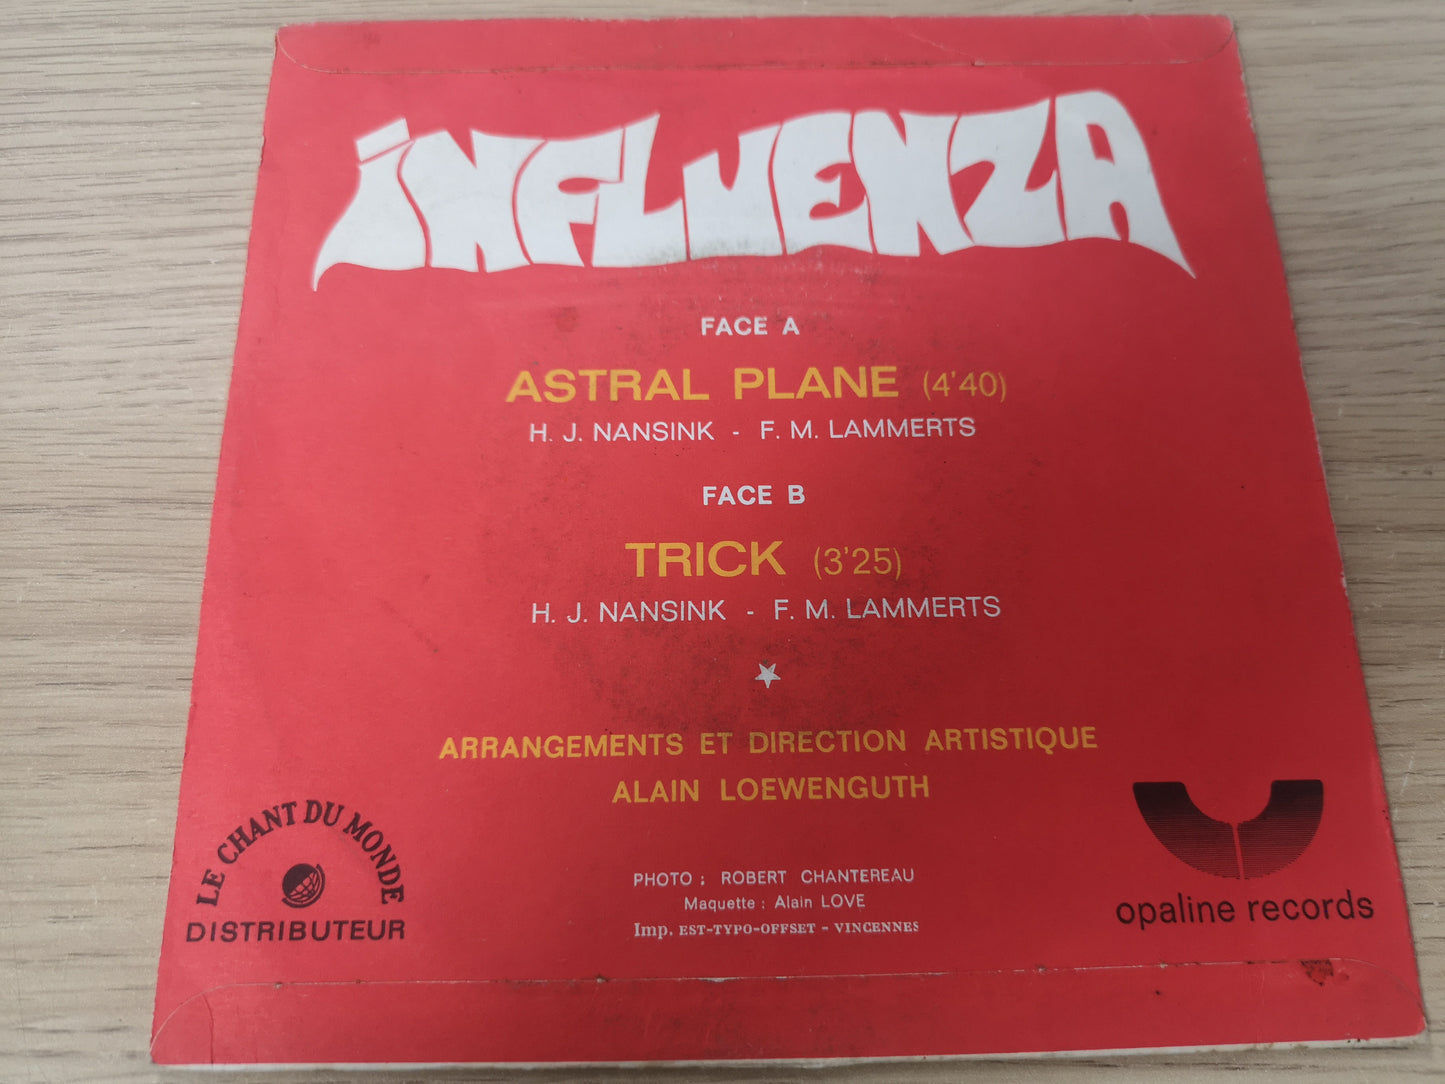 iNFLUENZA
FACE A
ASTRAL PLANE (4'40)
H. J. NANSINK - F. M. LAMMERTS
FACE B
TRICK (3'25)
H. J. NANSINK - F. M. LAMMERTS
ARRANGEMENTS ET DIRECTION ARTISTIQUE
ALAIN LOEWENGUTH
LE CHANT DU MONDE
DISTRIBUTEUR
PHOTO : ROBERT CHANTEREAU
Maquette : Alain LOVE
Imp. EST-TYPO-OFFSET - VINCENNES
opaline records